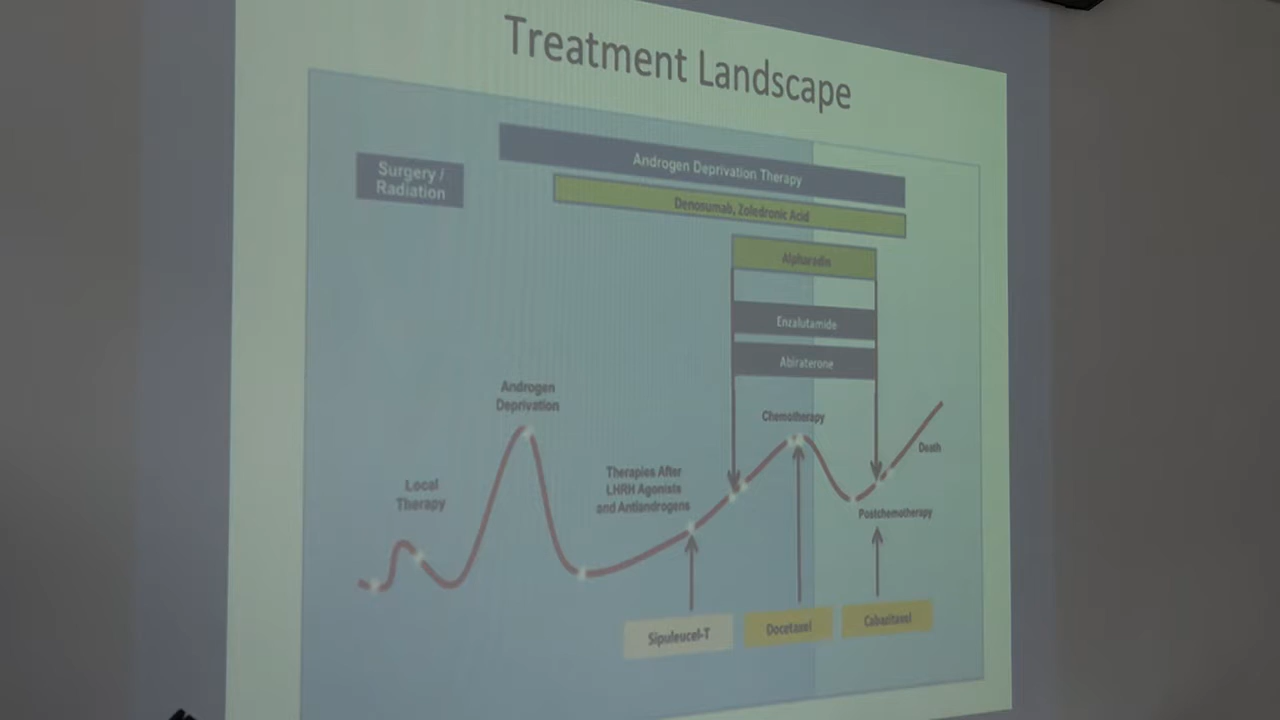 Treatment Landscape
Surgery /
Radiation
Androgen Deprivation Therapy
Denosumab, Zoledronic Acid
Alpharadin
Enzalutamide
Abiraterone
Androgen
Deprivation
Chemotherapy
Death
Local
Therapy
Therapies After
LHRH Agonists
and Antiandrogens
Postchemotherapy
Sipuleucel-T
Docetaxel
Cabazitaxel